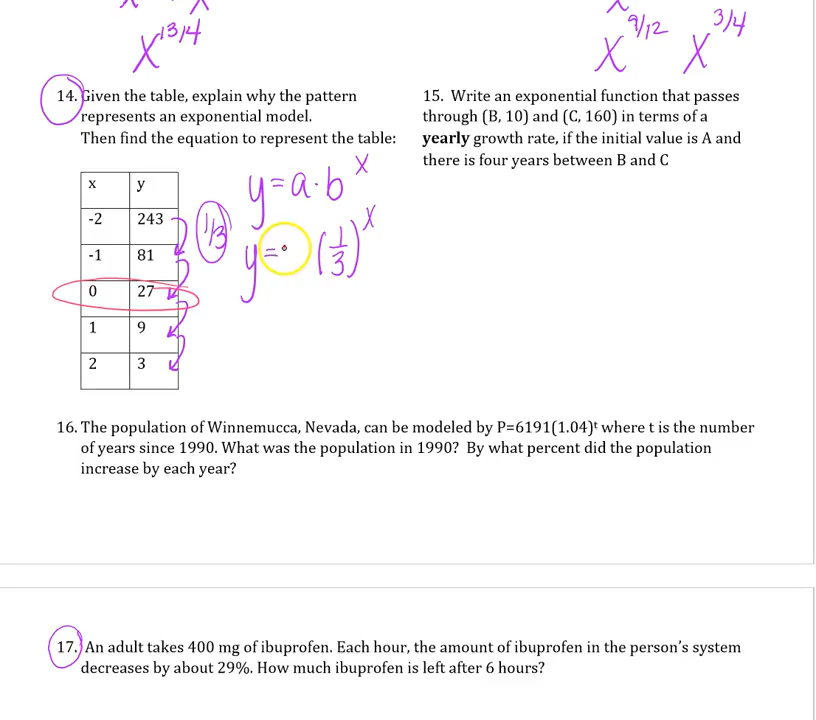 x^13/4
x^9/12 x^3/4
14. Given the table, explain why the pattern
represents an exponential model.
Then find the equation to represent the table:
x y
-2 243
-1 81
0 27
1 9
2 3
1/3
y = a · b^x
y = (1/3)^x
15. Write an exponential function that passes
through (B, 10) and (C, 160) in terms of a
yearly growth rate, if the initial value is A and
there is four years between B and C
16. The population of Winnemucca, Nevada, can be modeled by P=6191(1.04)ᵗ where t is the number
of years since 1990. What was the population in 1990? By what percent did the population
increase by each year?
17. An adult takes 400 mg of ibuprofen. Each hour, the amount of ibuprofen in the person's system
decreases by about 29%. How much ibuprofen is left after 6 hours?